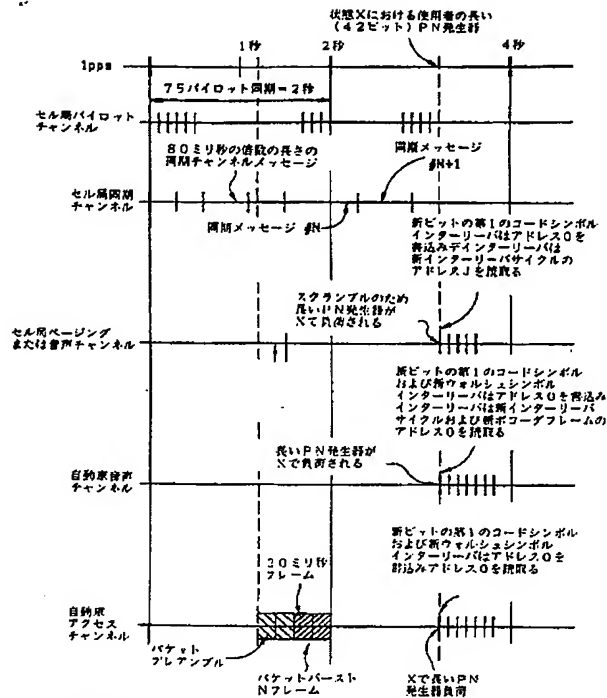 状態Xにおける使用者の長い
(42ビット)PN発生器
1秒
2秒
4秒
1pps
75パイロット周期=2秒
セル局パイロット
チャンネル
80ミリ秒の倍数の長さの
同期チャンネルメッセージ
同期メッセージ
#N+1
セル局同期
チャンネル
同期メッセージ #N
新ビットの第1のコードシンボル
インターリーバはアドレス0を
書込みデインターリーバは
新インターリーバサイクルの
アドレスJを読取る
スクランブルのため
長いPN発生器が
Xで負荷される
セル局ページング
または音声チャンネル
新ビットの第1のコードシンボル
および新ウォルシュシンボル
インターリーバはアドレス0を書込み
インターリーバは新インターリーバ
サイクルおよび新ボコーダフレームの
アドレス0を読取る
長いPN発生器が
Xで負荷される
自動車音声
チャンネル
新ビットの第1のコードシンボル
および新ウォルシュシンボル
インターリーバはアドレス0を
書込みアドレス0を読取る
20ミリ秒
フレーム
自動車
アクセス
チャンネル
パケット
プレアンブル
パケットバースト
Nフレーム
Xで長いPN
発生器負荷